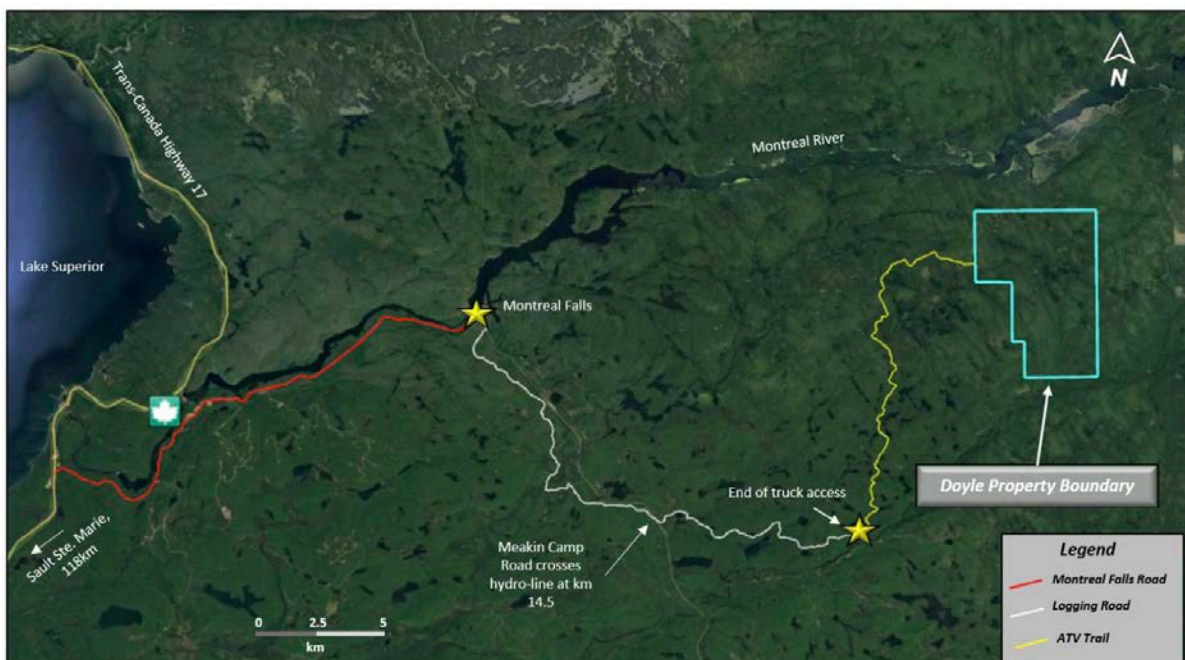 Trans-Canada Highway 17
N
Montreal River
Lake Superior
Montreal Falls
End of truck access
Doyle Property Boundary
Sault Ste. Marie,
118km
Meakin Camp
Road crosses
hydro-line at km
14.5
0 2.5 5
km
Legend
Montreal Falls Road
Logging Road
ATV Trail